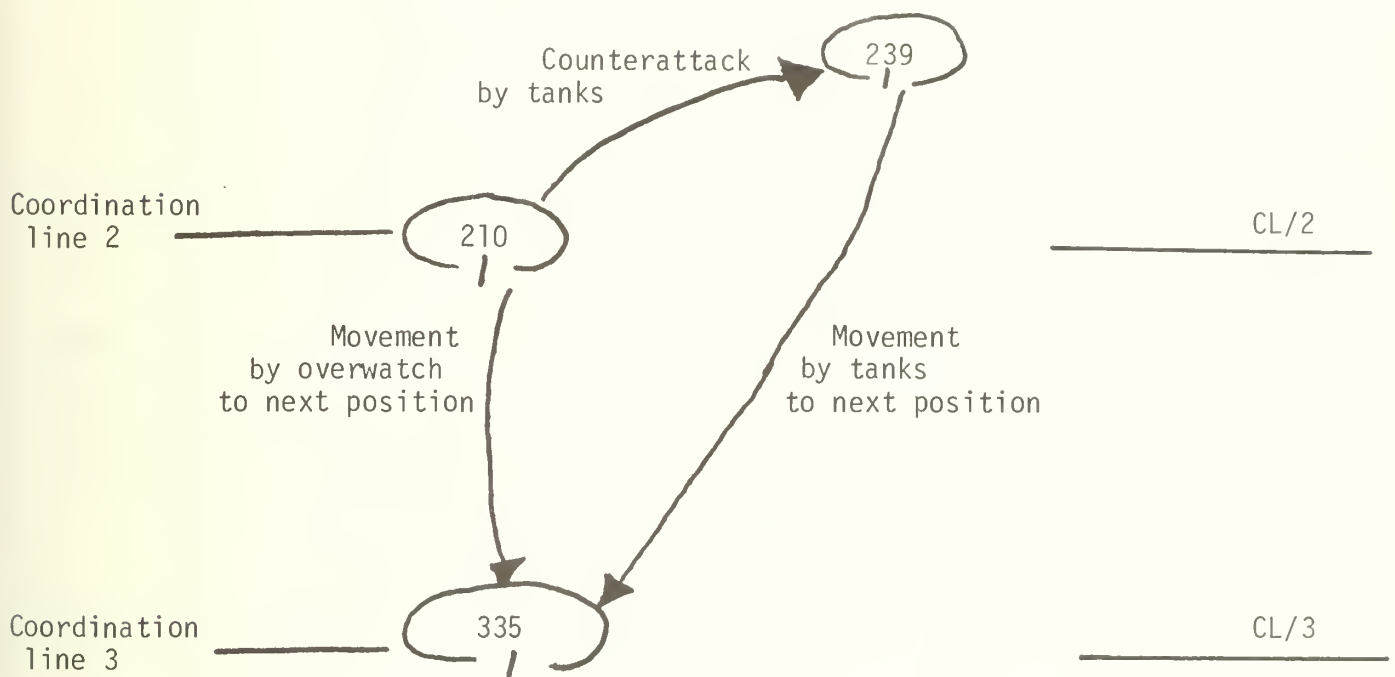 239
Counterattack
by tanks
Coordination
line 2
210
CL/2
Movement
by overwatch
to next position
Movement
by tanks
to next position
Coordination
line 3
335
CL/3